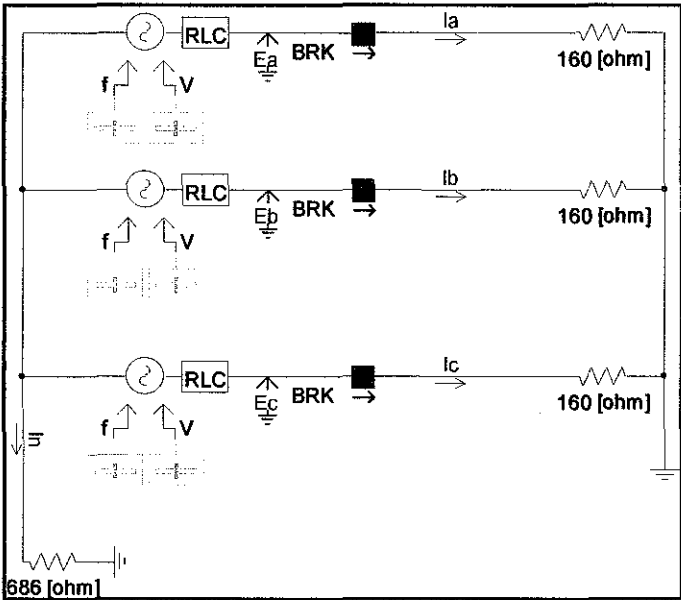 RLC
Ea
BRK
Ia
160 [ohm]
f
V
RLC
Eb
BRK
Ib
160 [ohm]
f
V
RLC
Ec
BRK
Ic
160 [ohm]
f
V
In
686 [ohm]